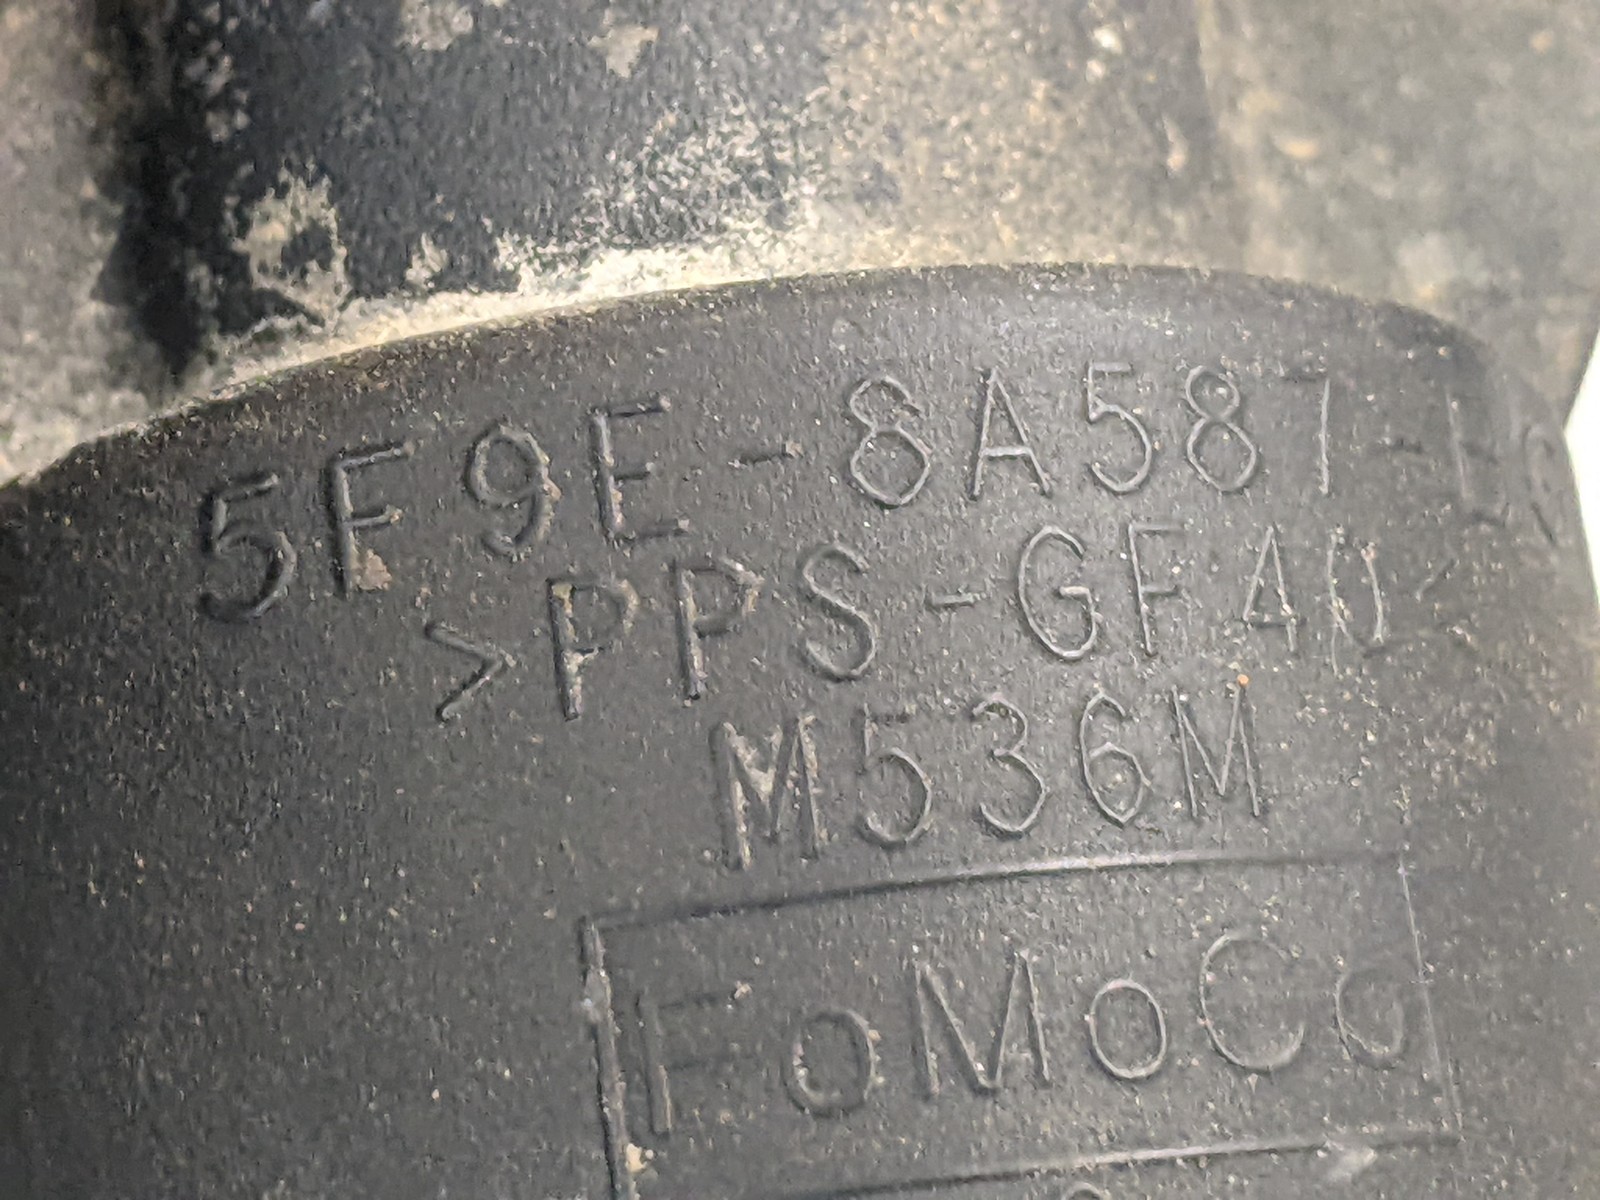 5F9E-8A587-
>PPS-GF40<
M536M
FoMoCo